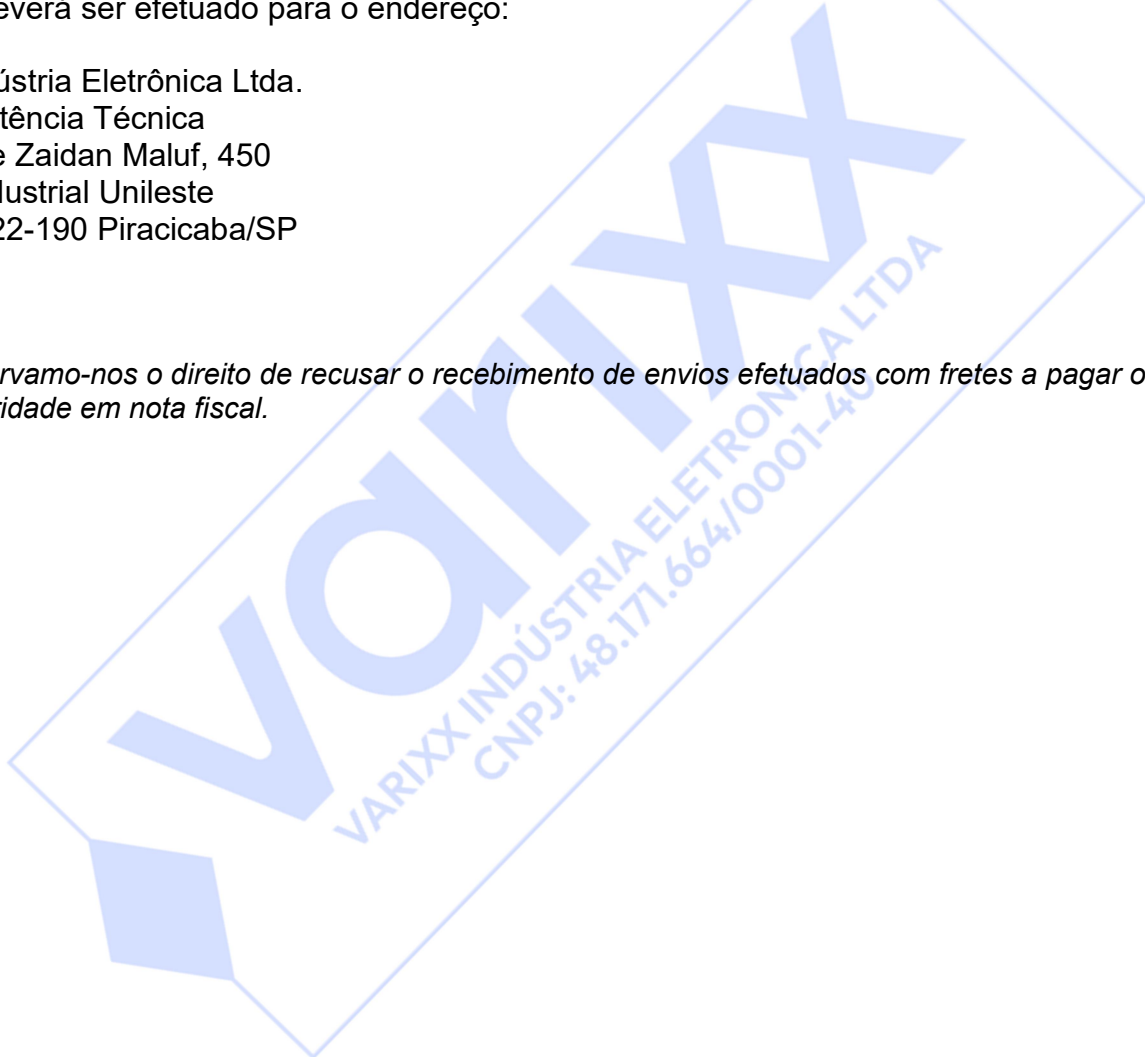 everá ser efetuado para o endereço:
ústria Eletrônica Ltda.
tência Técnica
e Zaidan Maluf, 450
dustrial Unileste
22-190 Piracicaba/SP
rvamo-nos o direito de recusar o recebimento de envios efetuados com fretes a pagar o
ridade em nota fiscal.
varixx
VARIXX INDÚSTRIA ELETRONICA LTDA
CNPJ: 48.171.664/0001-40